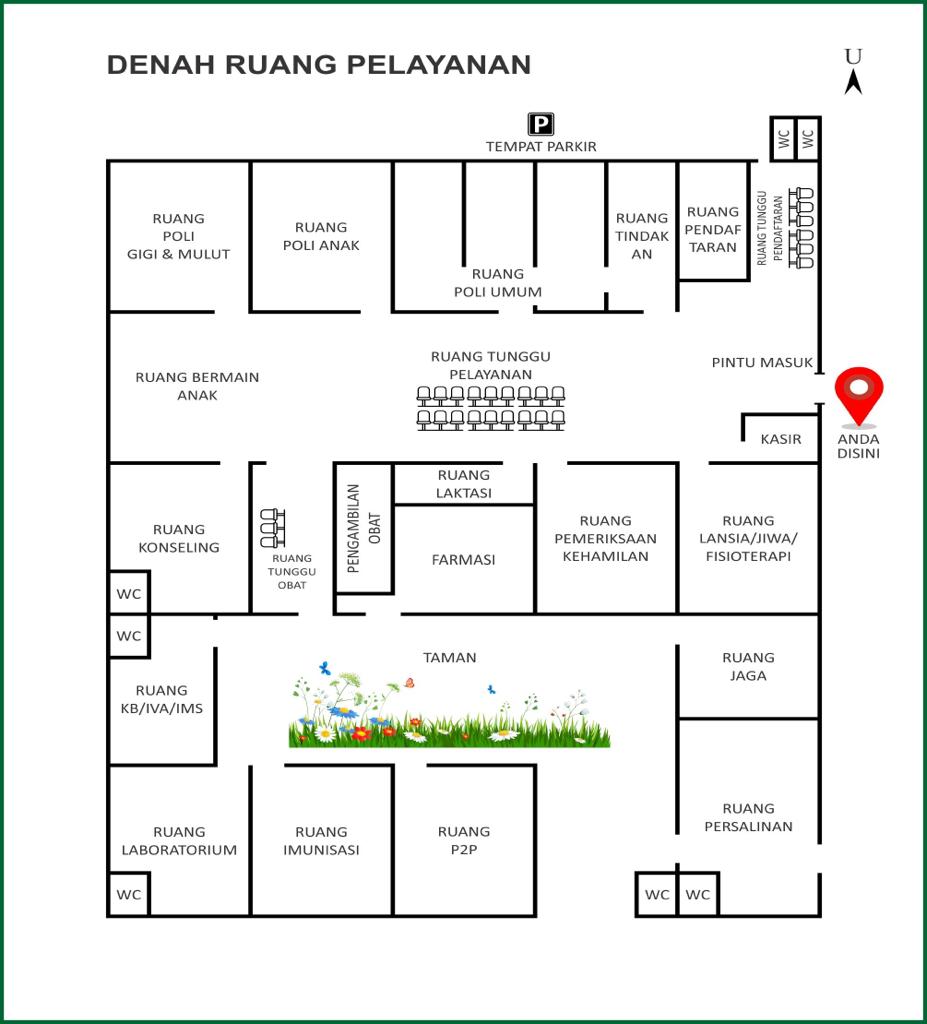 U
DENAH RUANG PELAYANAN
P
TEMPAT PARKIR
WC
WC
RUANG
POLI
GIGI & MULUT
RUANG
POLI ANAK
RUANG
POLI UMUM
RUANG
TINDAK
AN
RUANG
PENDAF
TARAN
RUANG TUNGGU
PENDAFTARAN
RUANG BERMAIN
ANAK
RUANG TUNGGU
PELAYANAN
PINTU MASUK
KASIR
ANDA
DISINI
RUANG
KONSELING
WC
RUANG
TUNGGU
OBAT
PENGAMBILAN
OBAT
RUANG
LAKTASI
FARMASI
RUANG
PEMERIKSAAN
KEHAMILAN
RUANG
LANSIA/JIWA/
FISIOTERAPI
WC
RUANG
KB/IVA/IMS
TAMAN
RUANG
JAGA
RUANG
LABORATORIUM
WC
RUANG
IMUNISASI
RUANG
P2P
RUANG
PERSALINAN
WC
WC